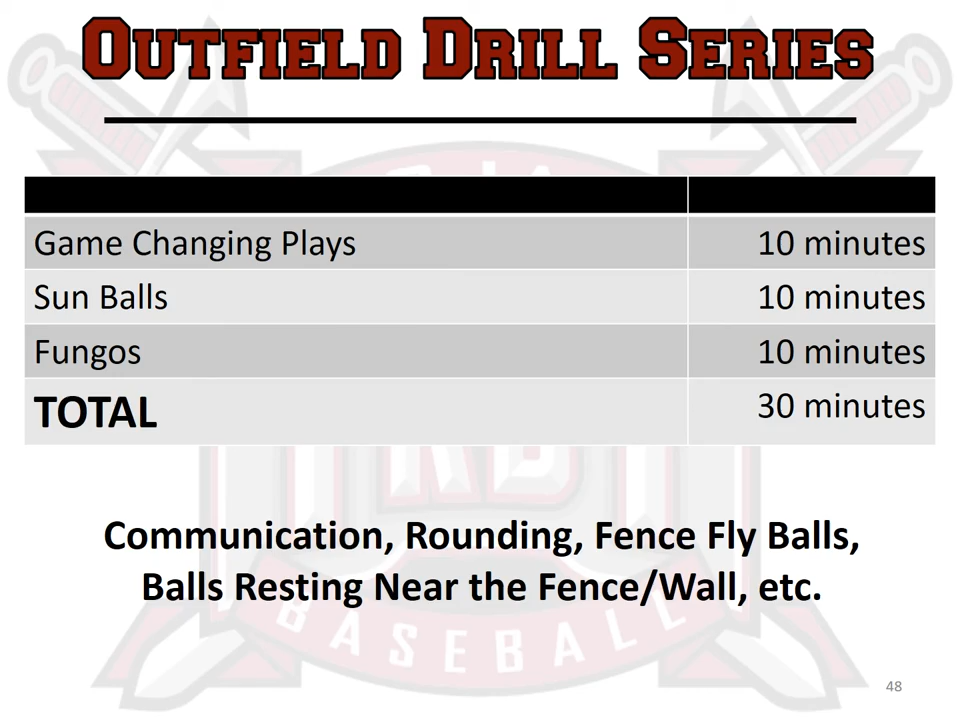 Outfield Drill Series
Game Changing Plays 10 minutes
Sun Balls 10 minutes
Fungos 10 minutes
TOTAL 30 minutes
Communication, Rounding, Fence Fly Balls,
Balls Resting Near the Fence/Wall, etc.
BASEBALL
48